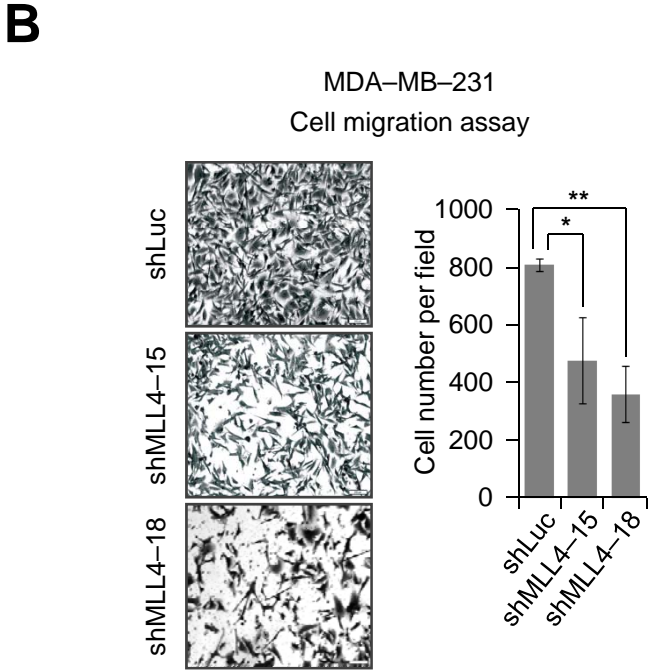 B
MDA–MB–231
Cell migration assay
shLuc
shMLL4–15
shMLL4–18
Cell number per field
1000
800
600
400
200
0
**
*
shLuc
shMLL4–15
shMLL4–18